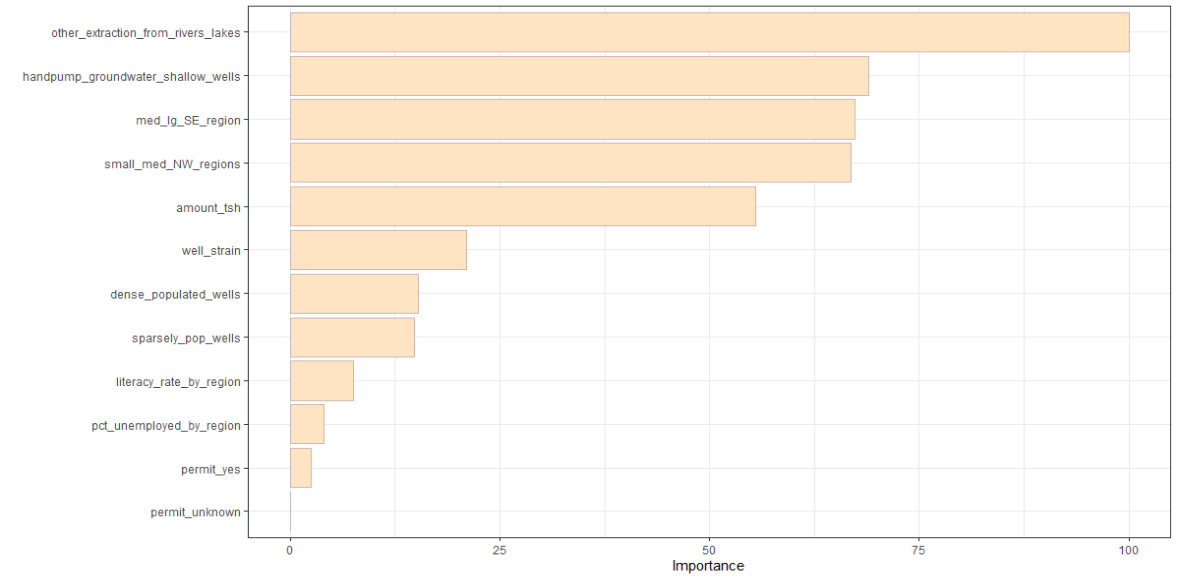 other_extraction_from_rivers_lakes
handpump_groundwater_shallow_wells
med_lg_SE_region
small_med_NW_regions
amount_tsh
well_strain
dense_populated_wells
sparsely_pop_wells
literacy_rate_by_region
pct_unemployed_by_region
permit_yes
permit_unknown
0 25 50 75 100
Importance